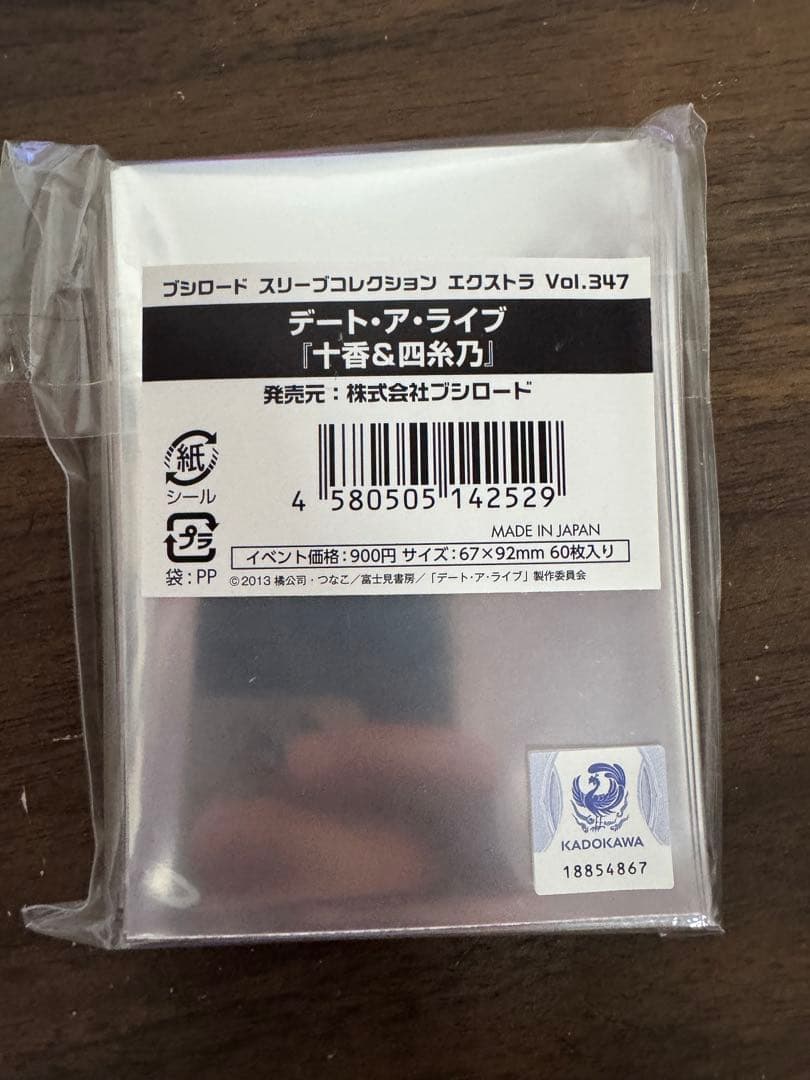 ブシロード スリーブコレクション エクストラ Vol.347
デート・ア・ライブ
『十香&四糸乃』
発売元:株式会社ブシロード
紙
シール
4 580505 142529
プラ
MADE IN JAPAN
袋:PP
イベント価格:900円 サイズ:67×92mm 60枚入り
©2013 橘公司・つなこ/富士見書房/「デート・ア・ライブ」製作委員会
KADOKAWA
18854867